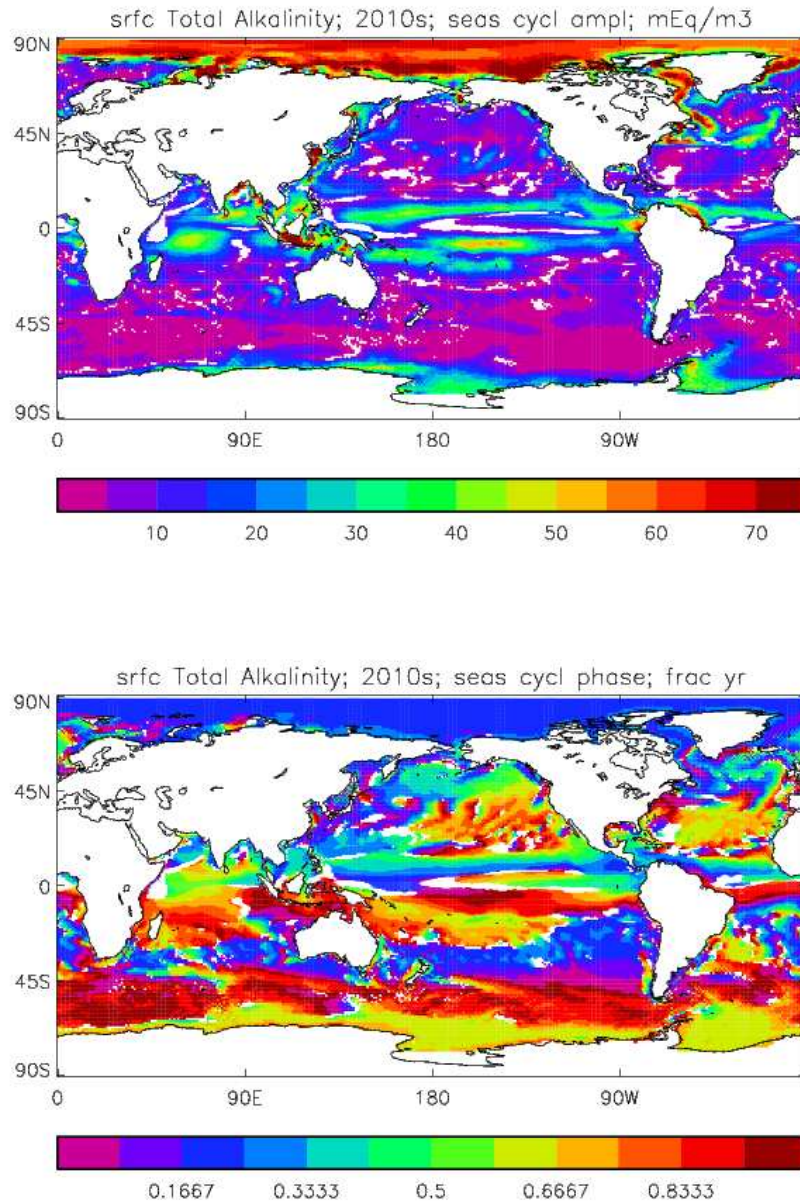 srfc Total Alkalinity; 2010s; seas cycl ampl; mEq/m3
90N
45N
0
45S
90S
0 90E 180 90W
10 20 30 40 50 60 70
srfc Total Alkalinity; 2010s; seas cycl phase; frac yr
90N
45N
0
45S
90S
0 90E 180 90W
0.1667 0.3333 0.5 0.6667 0.8333